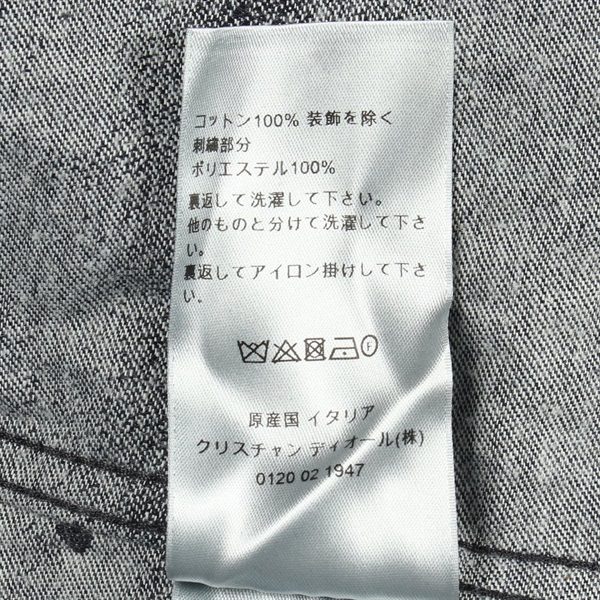 コットン100% 装飾を除く
刺繍部分
ポリエステル100%
裏返して洗濯して下さい。
他のものと分けて洗濯して下さ
い。
裏返してアイロン掛けして下さ
い.
F
原産国 イタリア
クリスチャン ディオール(株)
0120 02 1947